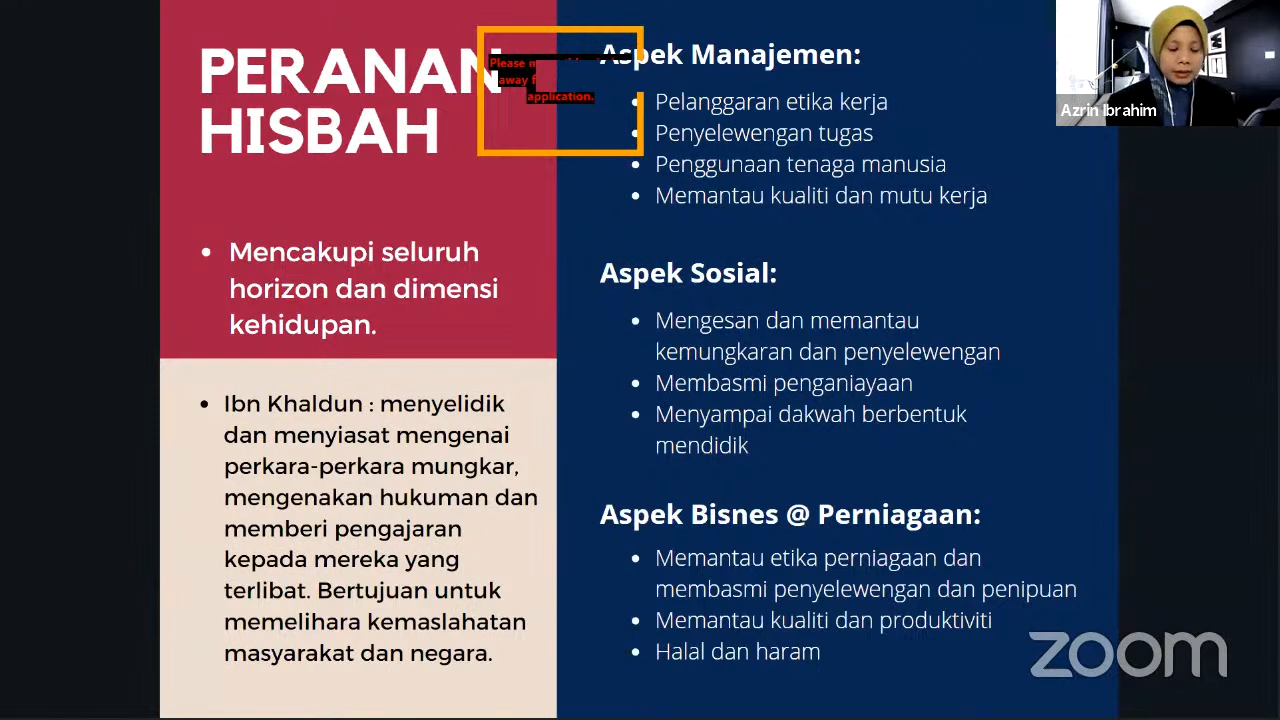 PERANAN
HISBAH
Please
away
application.
Mencakupi seluruh
horizon dan dimensi
kehidupan.
Ibn Khaldun : menyelidik
dan menyiasat mengenai
perkara-perkara mungkar,
mengenakan hukuman dan
memberi pengajaran
kepada mereka yang
terlibat. Bertujuan untuk
memelihara kemaslahatan
masyarakat dan negara.
Aspek Manajemen:
Pelanggaran etika kerja
Penyelewengan tugas
Penggunaan tenaga manusia
Memantau kualiti dan mutu kerja
Aspek Sosial:
Mengesan dan memantau
kemungkaran dan penyelewengan
Membasmi penganiayaan
Menyampai dakwah berbentuk
mendidik
Aspek Bisnes @ Perniagaan:
Memantau etika perniagaan dan
membasmi penyelewengan dan penipuan
Memantau kualiti dan produktiviti
Halal dan haram
Azrin Ibrahim
zoom